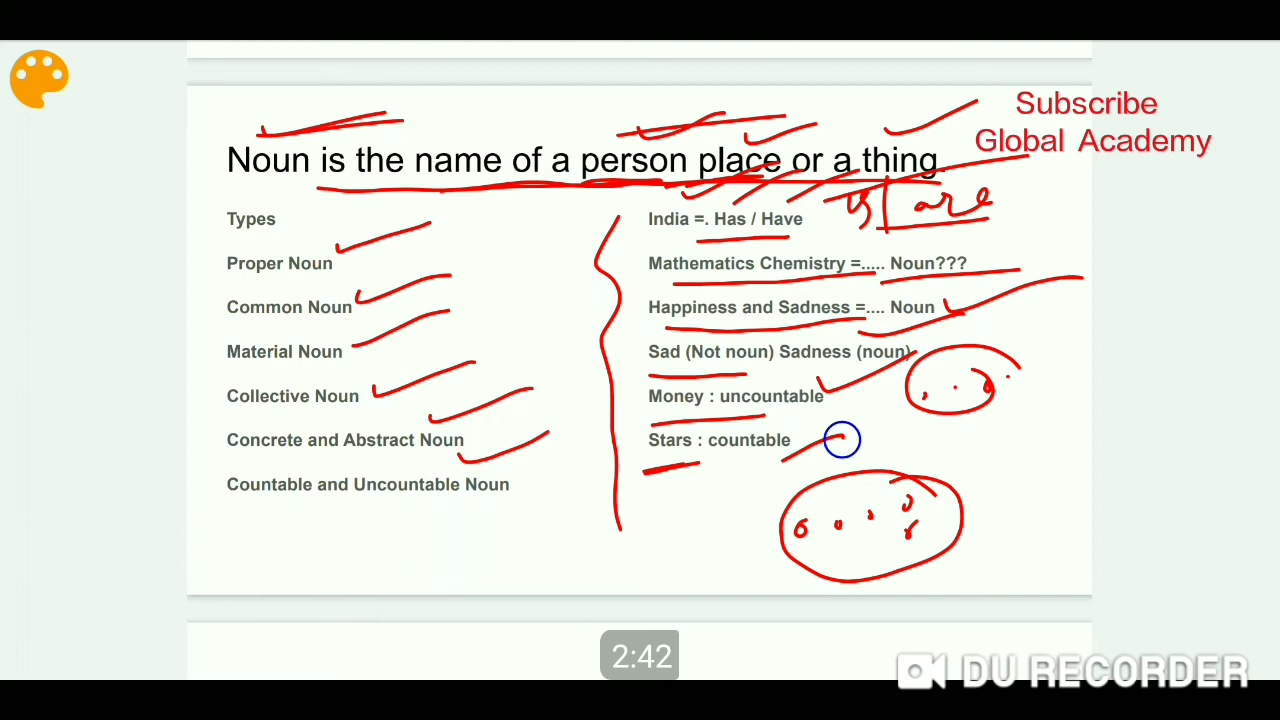 Subscribe
Global Academy
Noun is the name of a person place or a thing.
is | are
Types
Proper Noun
Common Noun
Material Noun
Collective Noun
Concrete and Abstract Noun
Countable and Uncountable Noun
India =. Has / Have
Mathematics Chemistry =..... Noun???
Happiness and Sadness =.... Noun
Sad (Not noun) Sadness (noun)
Money : uncountable
Stars : countable
2:42
DU RECORDER